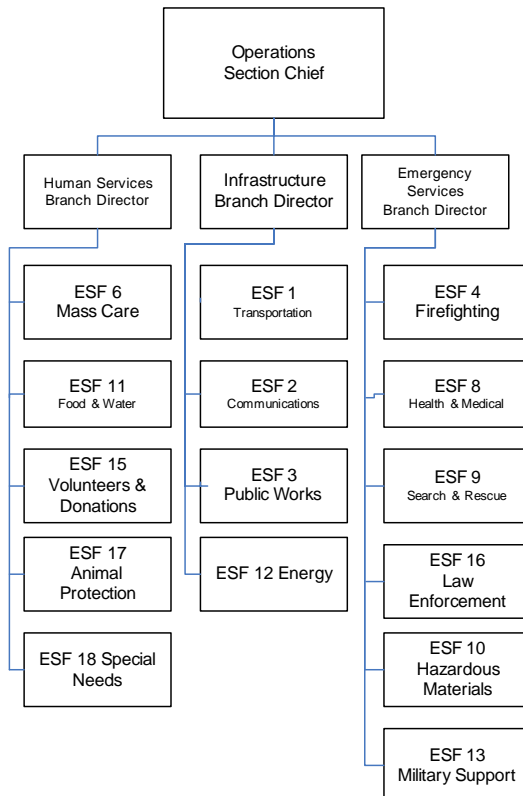 Operations
Section Chief
Human Services
Branch Director
Infrastructure
Branch Director
Emergency
Services
Branch Director
ESF 6
Mass Care
ESF 11
Food & Water
ESF 15
Volunteers &
Donations
ESF 17
Animal
Protection
ESF 18 Special
Needs
ESF 1
Transportation
ESF 2
Communications
ESF 3
Public Works
ESF 12 Energy
ESF 4
Firefighting
ESF 8
Health & Medical
ESF 9
Search & Rescue
ESF 16
Law
Enforcement
ESF 10
Hazardous
Materials
ESF 13
Military Support